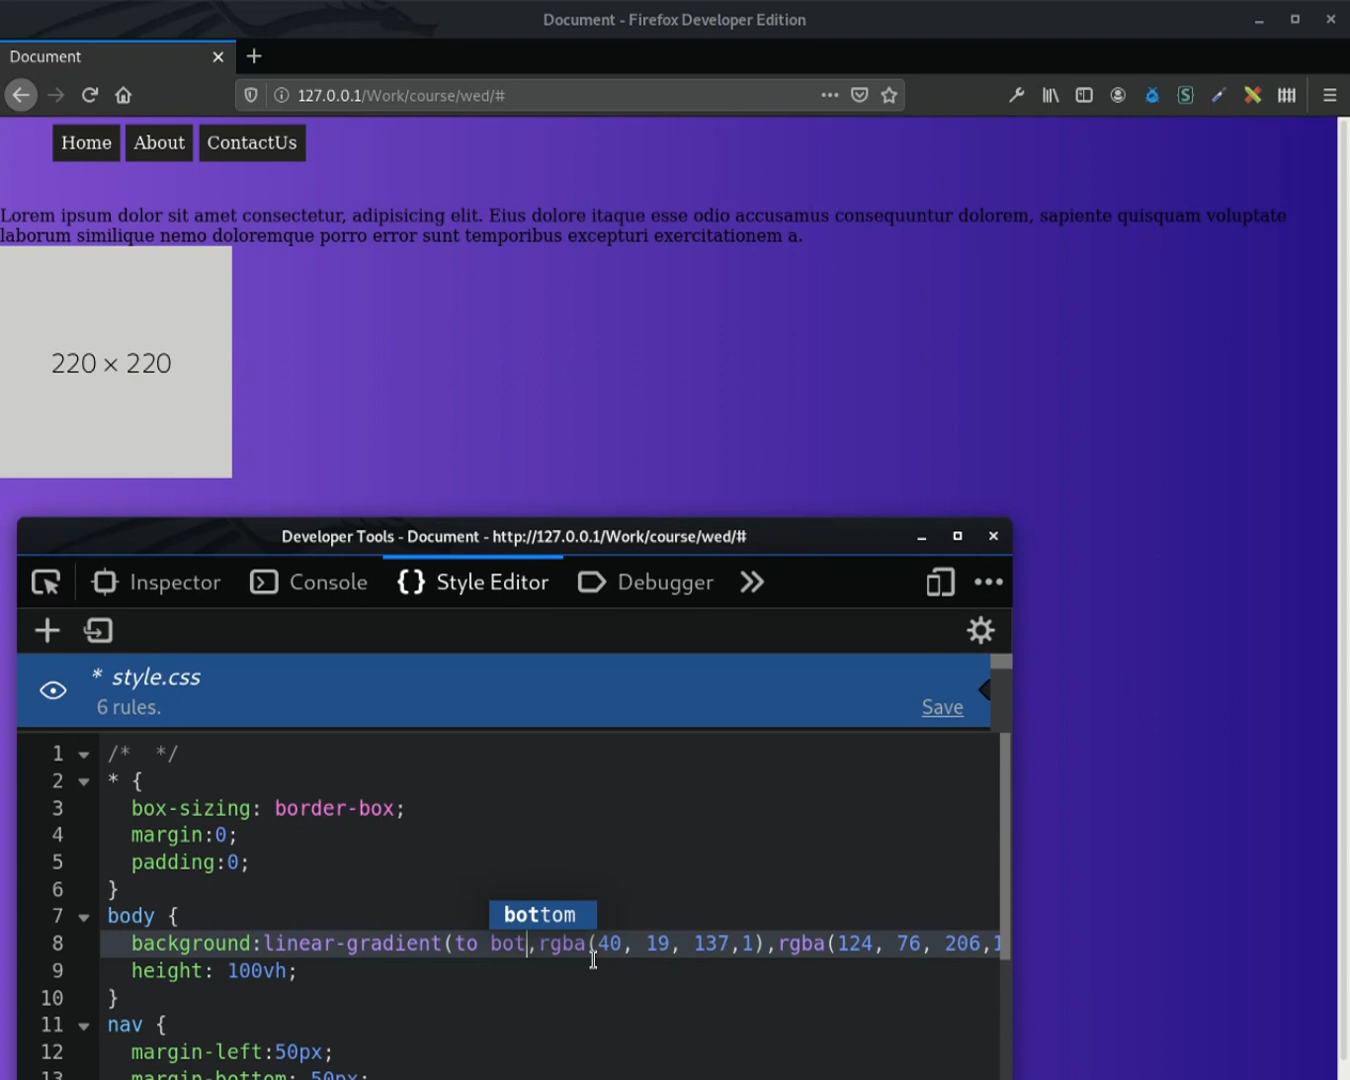 Document - Firefox Developer Edition
Document
127.0.0.1/Work/course/wed/#
Home About ContactUs
Lorem ipsum dolor sit amet consectetur, adipisicing elit. Eius dolore itaque esse odio accusamus consequuntur dolorem, sapiente quisquam voluptate
laborum similique nemo doloremque porro error sunt temporibus excepturi exercitationem a.
220 × 220
Developer Tools - Document - http://127.0.0.1/Work/course/wed/#
Inspector Console {} Style Editor Debugger
* style.css
6 rules. Save
1 /*  */
2 * {
3 box-sizing: border-box;
4 margin:0;
5 padding:0;
6 }
bottom
7 body {
8 background:linear-gradient(to bot,rgba(40, 19, 137,1),rgba(124, 76, 206,1
9 height: 100vh;
10 }
11 nav {
12 margin-left:50px;
13 margin-bottom: 50px;